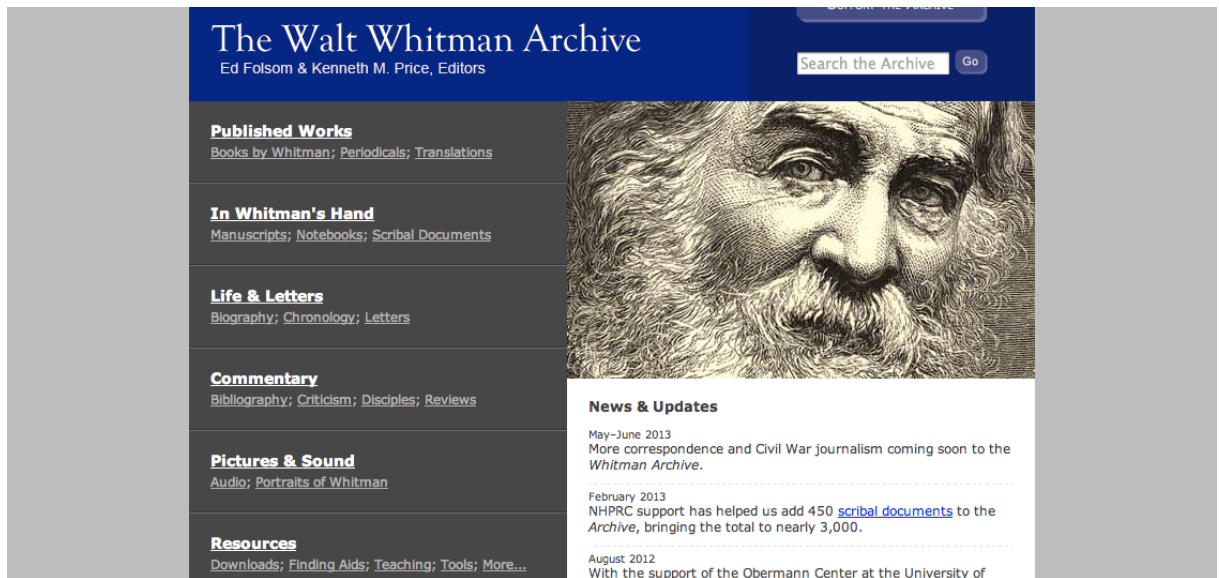 SUPPORT THE ARCHIVE
The Walt Whitman Archive
Ed Folsom & Kenneth M. Price, Editors
Search the Archive
Go
Published Works
Books by Whitman; Periodicals; Translations
In Whitman's Hand
Manuscripts; Notebooks; Scribal Documents
Life & Letters
Biography; Chronology; Letters
Commentary
Bibliography; Criticism; Disciples; Reviews
Pictures & Sound
Audio; Portraits of Whitman
Resources
Downloads; Finding Aids; Teaching; Tools; More...
News & Updates
May–June 2013
More correspondence and Civil War journalism coming soon to the
Whitman Archive.
February 2013
NHPRC support has helped us add 450 scribal documents to the
Archive, bringing the total to nearly 3,000.
August 2012
With the support of the Obermann Center at the University of